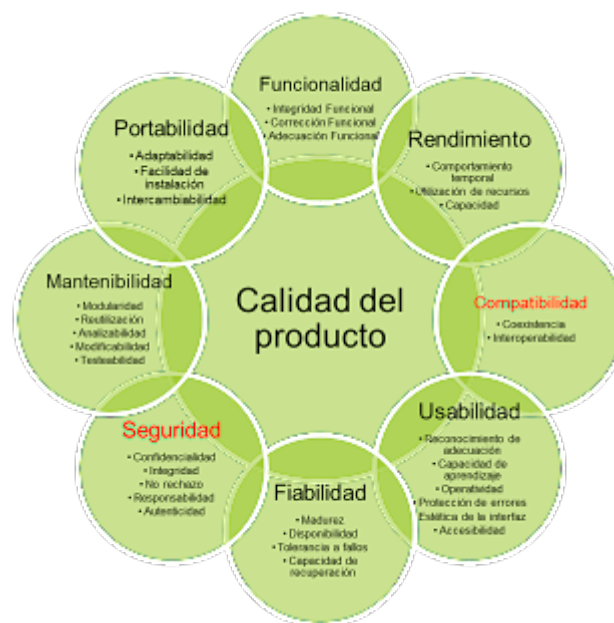 Funcionalidad
• Integridad Funcional
• Corrección Funcional
• Adecuación Funcional
Rendimiento
• Comportamiento
temporal
• Utilización de recursos
• Capacidad
Compatibilidad
• Coexistencia
• Interoperabilidad
Usabilidad
• Reconocimiento de
adecuación
• Capacidad de
aprendizaje
• Operatividad
• Protección de errores
Estética de la interfaz
• Accesibilidad
Fiabilidad
• Madurez
• Disponibilidad
• Tolerancia a fallos
• Capacidad de
recuperación
Seguridad
• Confidencialidad
• Integridad
• No rechazo
• Responsabilidad
• Autenticidad
Mantenibilidad
• Modularidad
• Reutilización
• Analizabilidad
• Modificabilidad
• Testeabilidad
Portabilidad
• Adaptabilidad
• Facilidad de
instalación
• Intercambiabilidad
Calidad del
producto